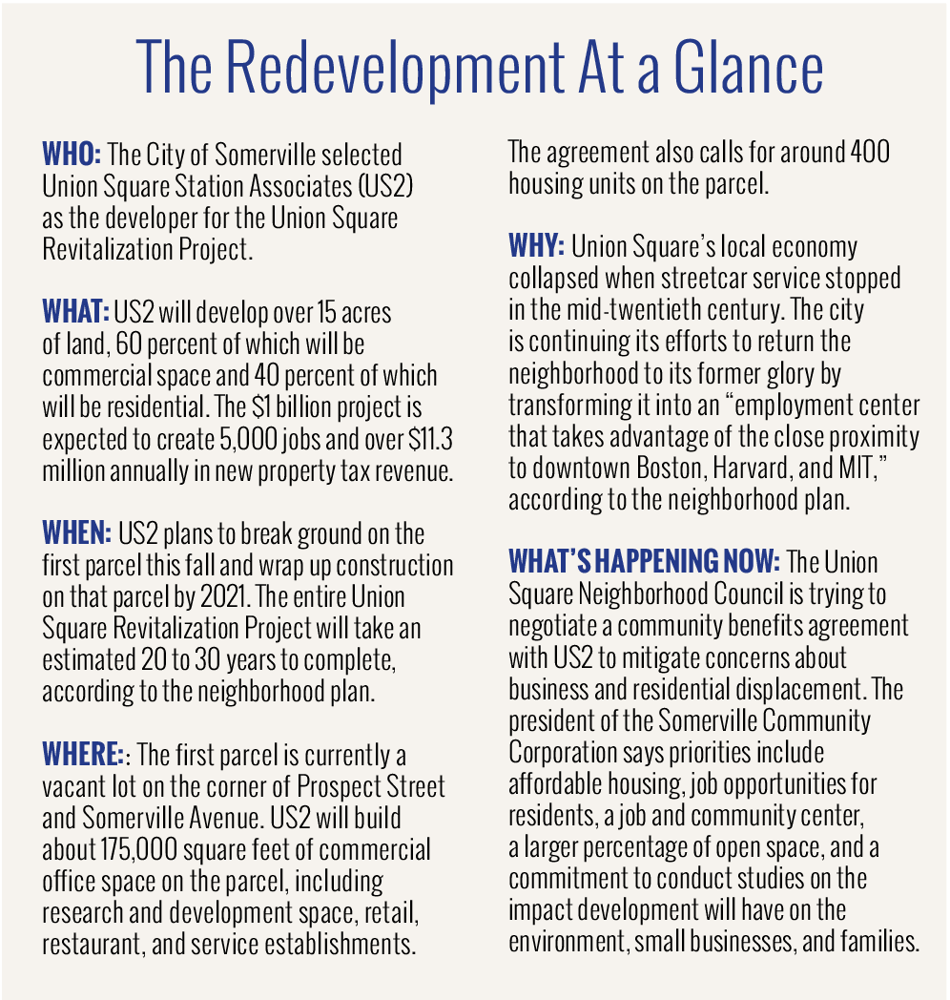 The Redevelopment At a Glance
WHO: The City of Somerville selected
Union Square Station Associates (US2)
as the developer for the Union Square
Revitalization Project.
WHAT: US2 will develop over 15 acres
of land, 60 percent of which will be
commercial space and 40 percent of which
will be residential. The $1 billion project is
expected to create 5,000 jobs and over $11.3
million annually in new property tax revenue.
WHEN: US2 plans to break ground on the
first parcel this fall and wrap up construction
on that parcel by 2021. The entire Union
Square Revitalization Project will take an
estimated 20 to 30 years to complete,
according to the neighborhood plan.
WHERE:: The first parcel is currently a
vacant lot on the corner of Prospect Street
and Somerville Avenue. US2 will build
about 175,000 square feet of commercial
office space on the parcel, including
research and development space, retail,
restaurant, and service establishments.
The agreement also calls for around 400
housing units on the parcel.
WHY: Union Square’s local economy
collapsed when streetcar service stopped
in the mid-twentieth century. The city
is continuing its efforts to return the
neighborhood to its former glory by
transforming it into an “employment center
that takes advantage of the close proximity
to downtown Boston, Harvard, and MIT,”
according to the neighborhood plan.
WHAT’S HAPPENING NOW: The Union
Square Neighborhood Council is trying to
negotiate a community benefits agreement
with US2 to mitigate concerns about
business and residential displacement. The
president of the Somerville Community
Corporation says priorities include
affordable housing, job opportunities for
residents, a job and community center,
a larger percentage of open space, and a
commitment to conduct studies on the
impact development will have on the
environment, small businesses, and families.